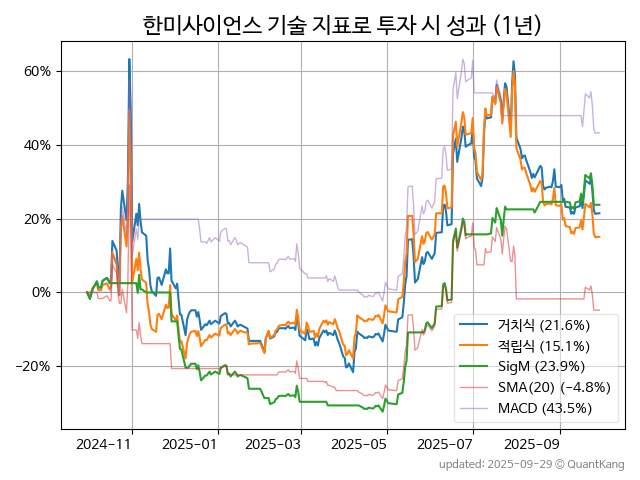 한미사이언스 기술 지표로 투자 시 성과 (1년)
60%
40%
20%
0%
−20%
거치식 (21.6%)
적립식 (15.1%)
SigM (23.9%)
SMA(20) (−4.8%)
MACD (43.5%)
2024−11
2025−01
2025−03
2025−05
2025−07
2025−09
updated: 2025−09−29 © QuantKang